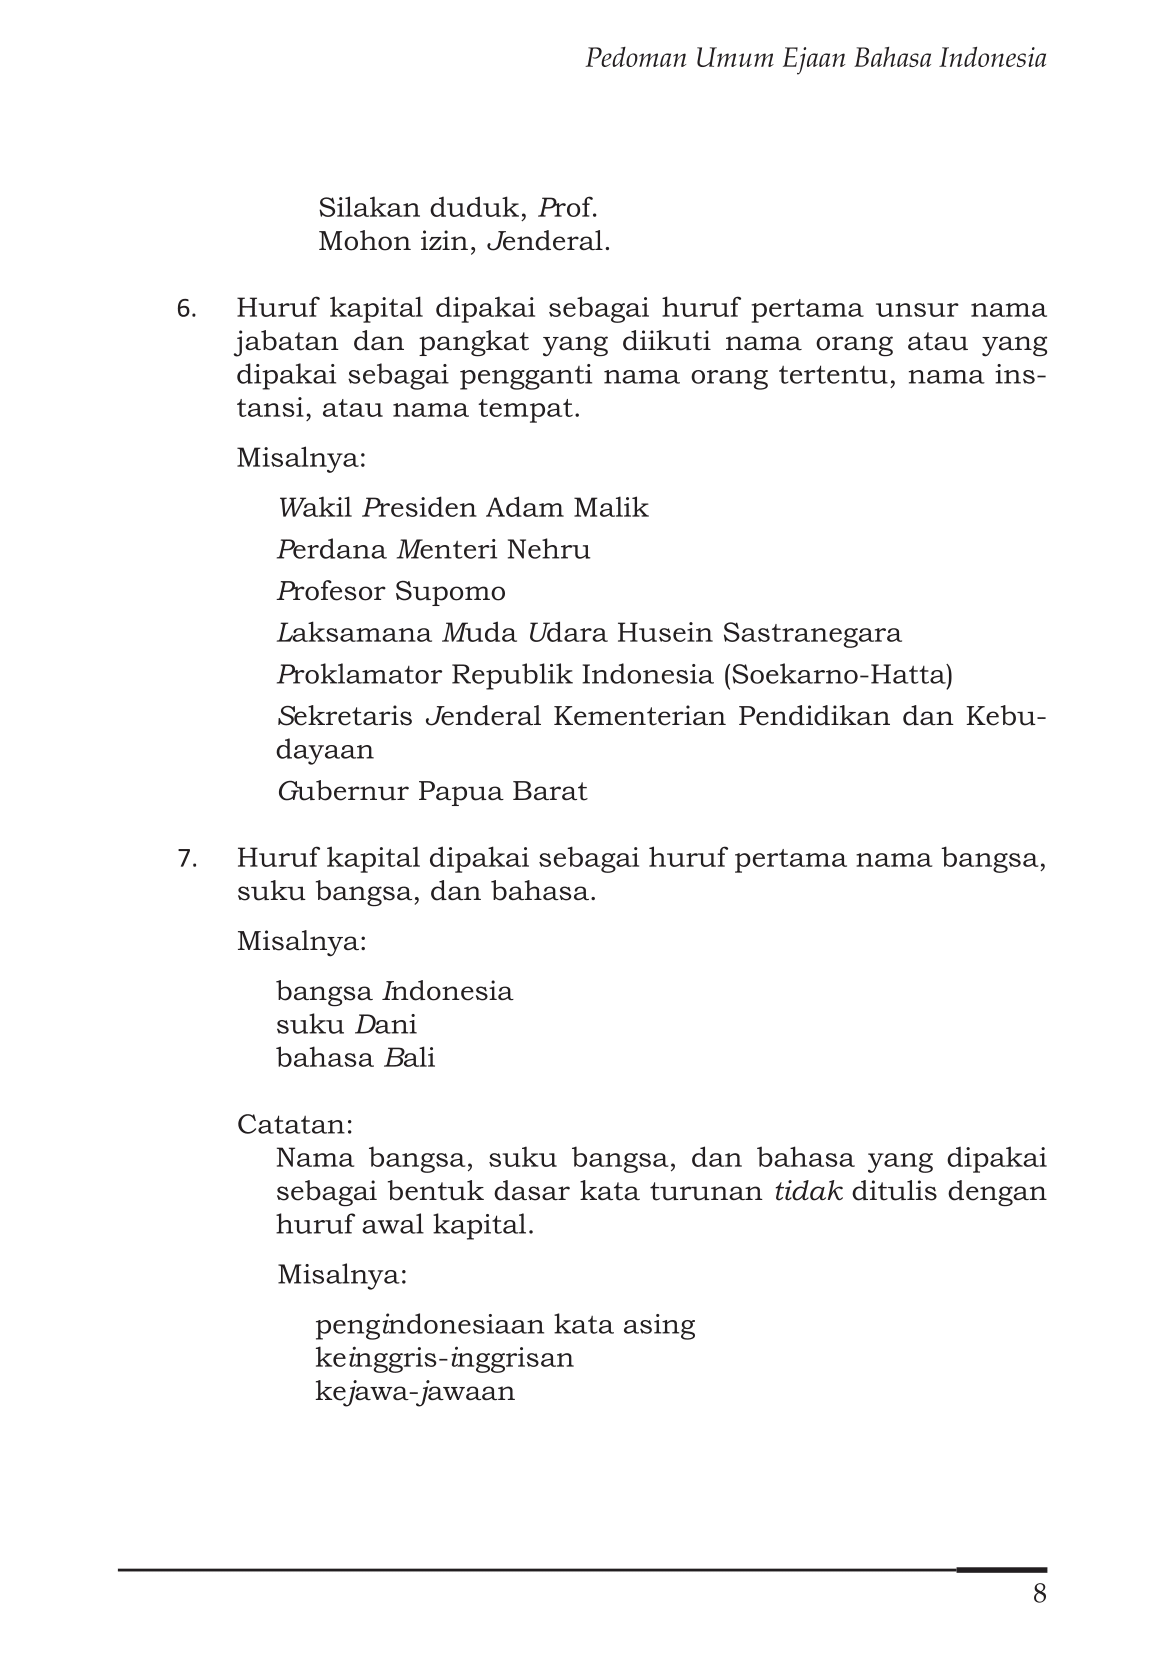 Pedoman Umum Ejaan Bahasa Indonesia
Silakan duduk, Prof.
Mohon izin, Jenderal.
6. Huruf kapital dipakai sebagai huruf pertama unsur nama
jabatan dan pangkat yang diikuti nama orang atau yang
dipakai sebagai pengganti nama orang tertentu, nama ins-
tansi, atau nama tempat.
Misalnya:
Wakil Presiden Adam Malik
Perdana Menteri Nehru
Profesor Supomo
Laksamana Muda Udara Husein Sastranegara
Proklamator Republik Indonesia (Soekarno-Hatta)
Sekretaris Jenderal Kementerian Pendidikan dan Kebu-
dayaan
Gubernur Papua Barat
7. Huruf kapital dipakai sebagai huruf pertama nama bangsa,
suku bangsa, dan bahasa.
Misalnya:
bangsa Indonesia
suku Dani
bahasa Bali
Catatan:
Nama bangsa, suku bangsa, dan bahasa yang dipakai
sebagai bentuk dasar kata turunan tidak ditulis dengan
huruf awal kapital.
Misalnya:
pengindonesiaan kata asing
keinggris-inggrisan
kejawa-jawaan
8